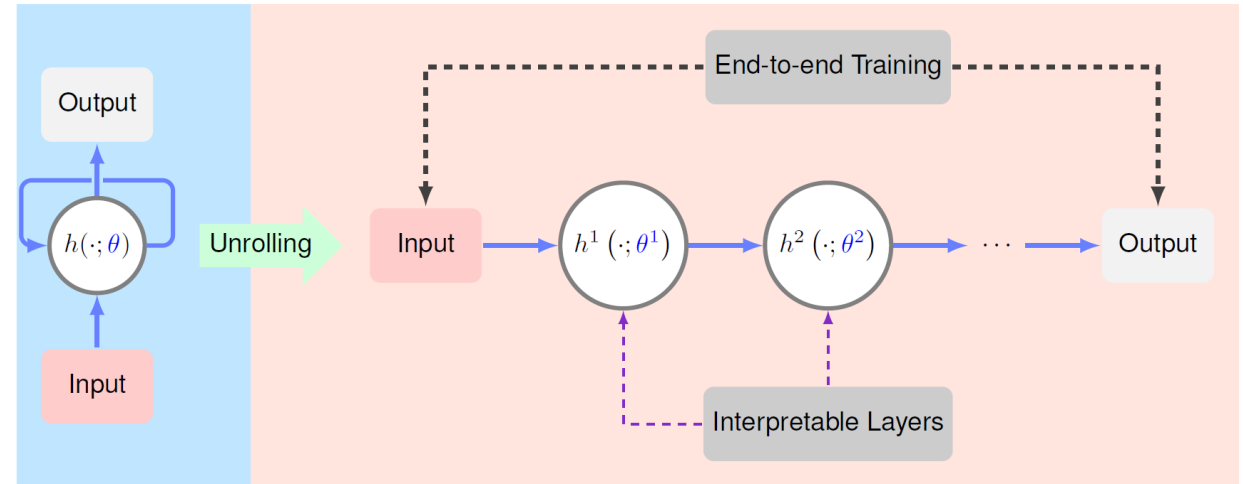 Output
h(·; θ)
Input
Unrolling
End-to-end Training
Input
h¹ (·; θ¹)
h² (·; θ²)
···
Output
Interpretable Layers